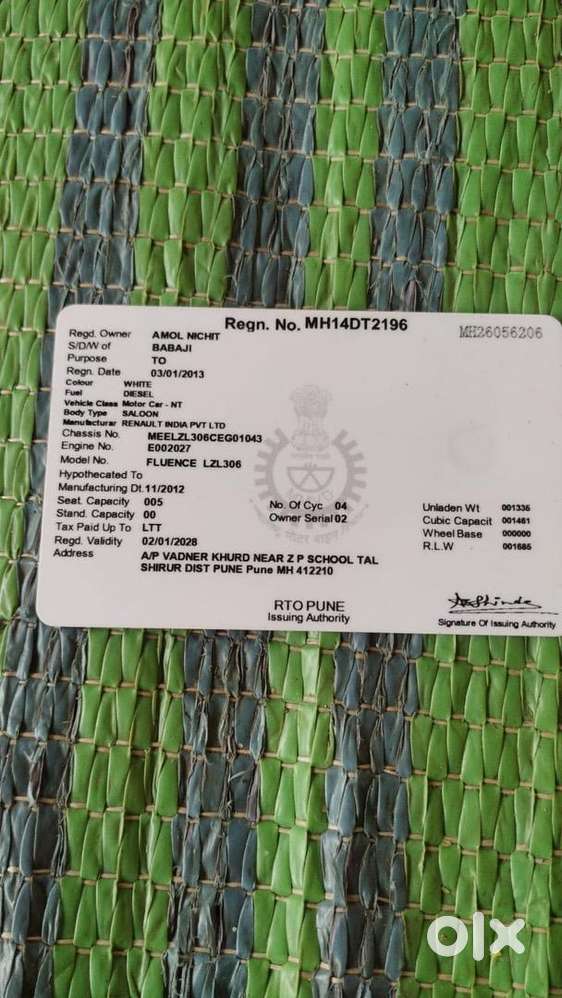 Regn. No. MH14DT2196
MH26056206
Regd. Owner AMOL NICHIT
S/D/W of BABAJI
Purpose TO
Regn. Date 03/01/2013
Colour WHITE
Fuel DIESEL
Vehicle Class Motor Car - NT
Body Type SALOON
Manufacturar RENAULT INDIA PVT LTD
Chassis No. MEELZL306CEG01043
Engine No. E002027
Model No. FLUENCE LZL306
Hypothecated To
Manufacturing Dt. 11/2012
Seat. Capacity 005 No. Of Cyc 04 Unladen Wt 001335
Stand. Capacity 00 Owner Serial 02 Cubic Capacit 001461
Tax Paid Up To LTT Wheel Base 000000
Regd. Validity 02/01/2028 R.L.W 001685
Address A/P VADNER KHURD NEAR Z P SCHOOL TAL
SHIRUR DIST PUNE Pune MH 412210
RTO PUNE
Issuing Authority
Signature Of Issuing Authority
olx